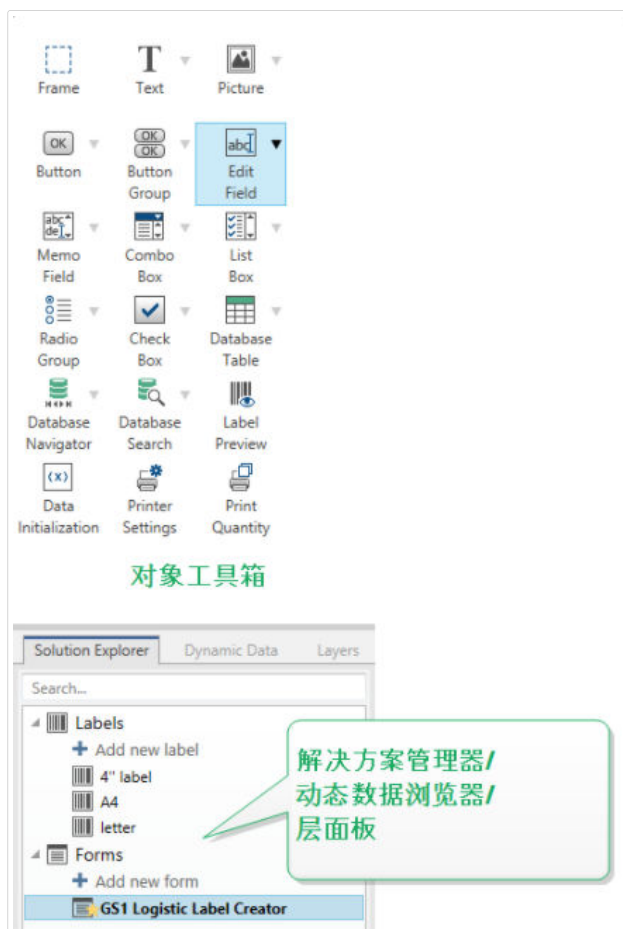 Frame Text Picture
Button Button Edit
Group Field
Memo Combo List
Field Box Box
Radio Check Database
Group Box Table
Database Database Label
Navigator Search Preview
Data Printer Print
Initialization Settings Quantity
对象工具箱
Solution Explorer Dynamic Data Layers
Search...
Labels
Add new label
4" label
A4
letter
Forms
Add new form
GS1 Logistic Label Creator
解决方案管理器/
动态数据浏览器/
层面板